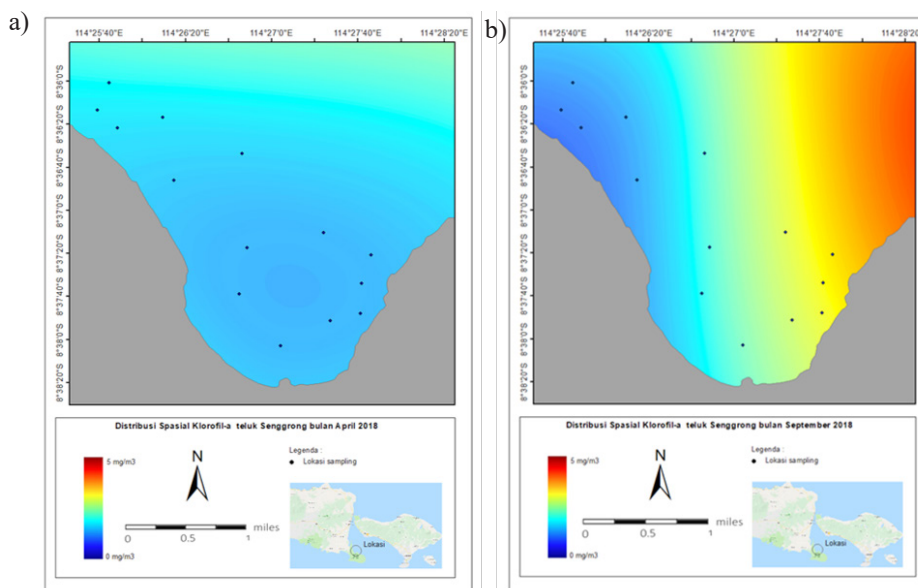 a)
114°25'40"E 114°26'20"E 114°27'0"E 114°27'40"E 114°28'20"E
8°36'0"S
8°36'20"S
8°36'40"S
8°37'0"S
8°37'20"S
8°37'40"S
8°38'0"S
8°38'20"S
Distribusi Spasial Klorofil-a teluk Senggrong bulan April 2018
5 mg/m3
0 mg/m3
N
0 0.5 1
miles
Legenda :
Lokasi sampling
Lokasi
b)
114°25'40"E 114°26'20"E 114°27'0"E 114°27'40"E 114°28'20"E
8°36'0"S
8°36'20"S
8°36'40"S
8°37'0"S
8°37'20"S
8°37'40"S
8°38'0"S
8°38'20"S
Distribusi Spasial Klorofil-a teluk Senggrong bulan September 2018
5 mg/m3
0 mg/m3
N
0 0.5 1
miles
Legenda :
Lokasi sampling
Lokasi